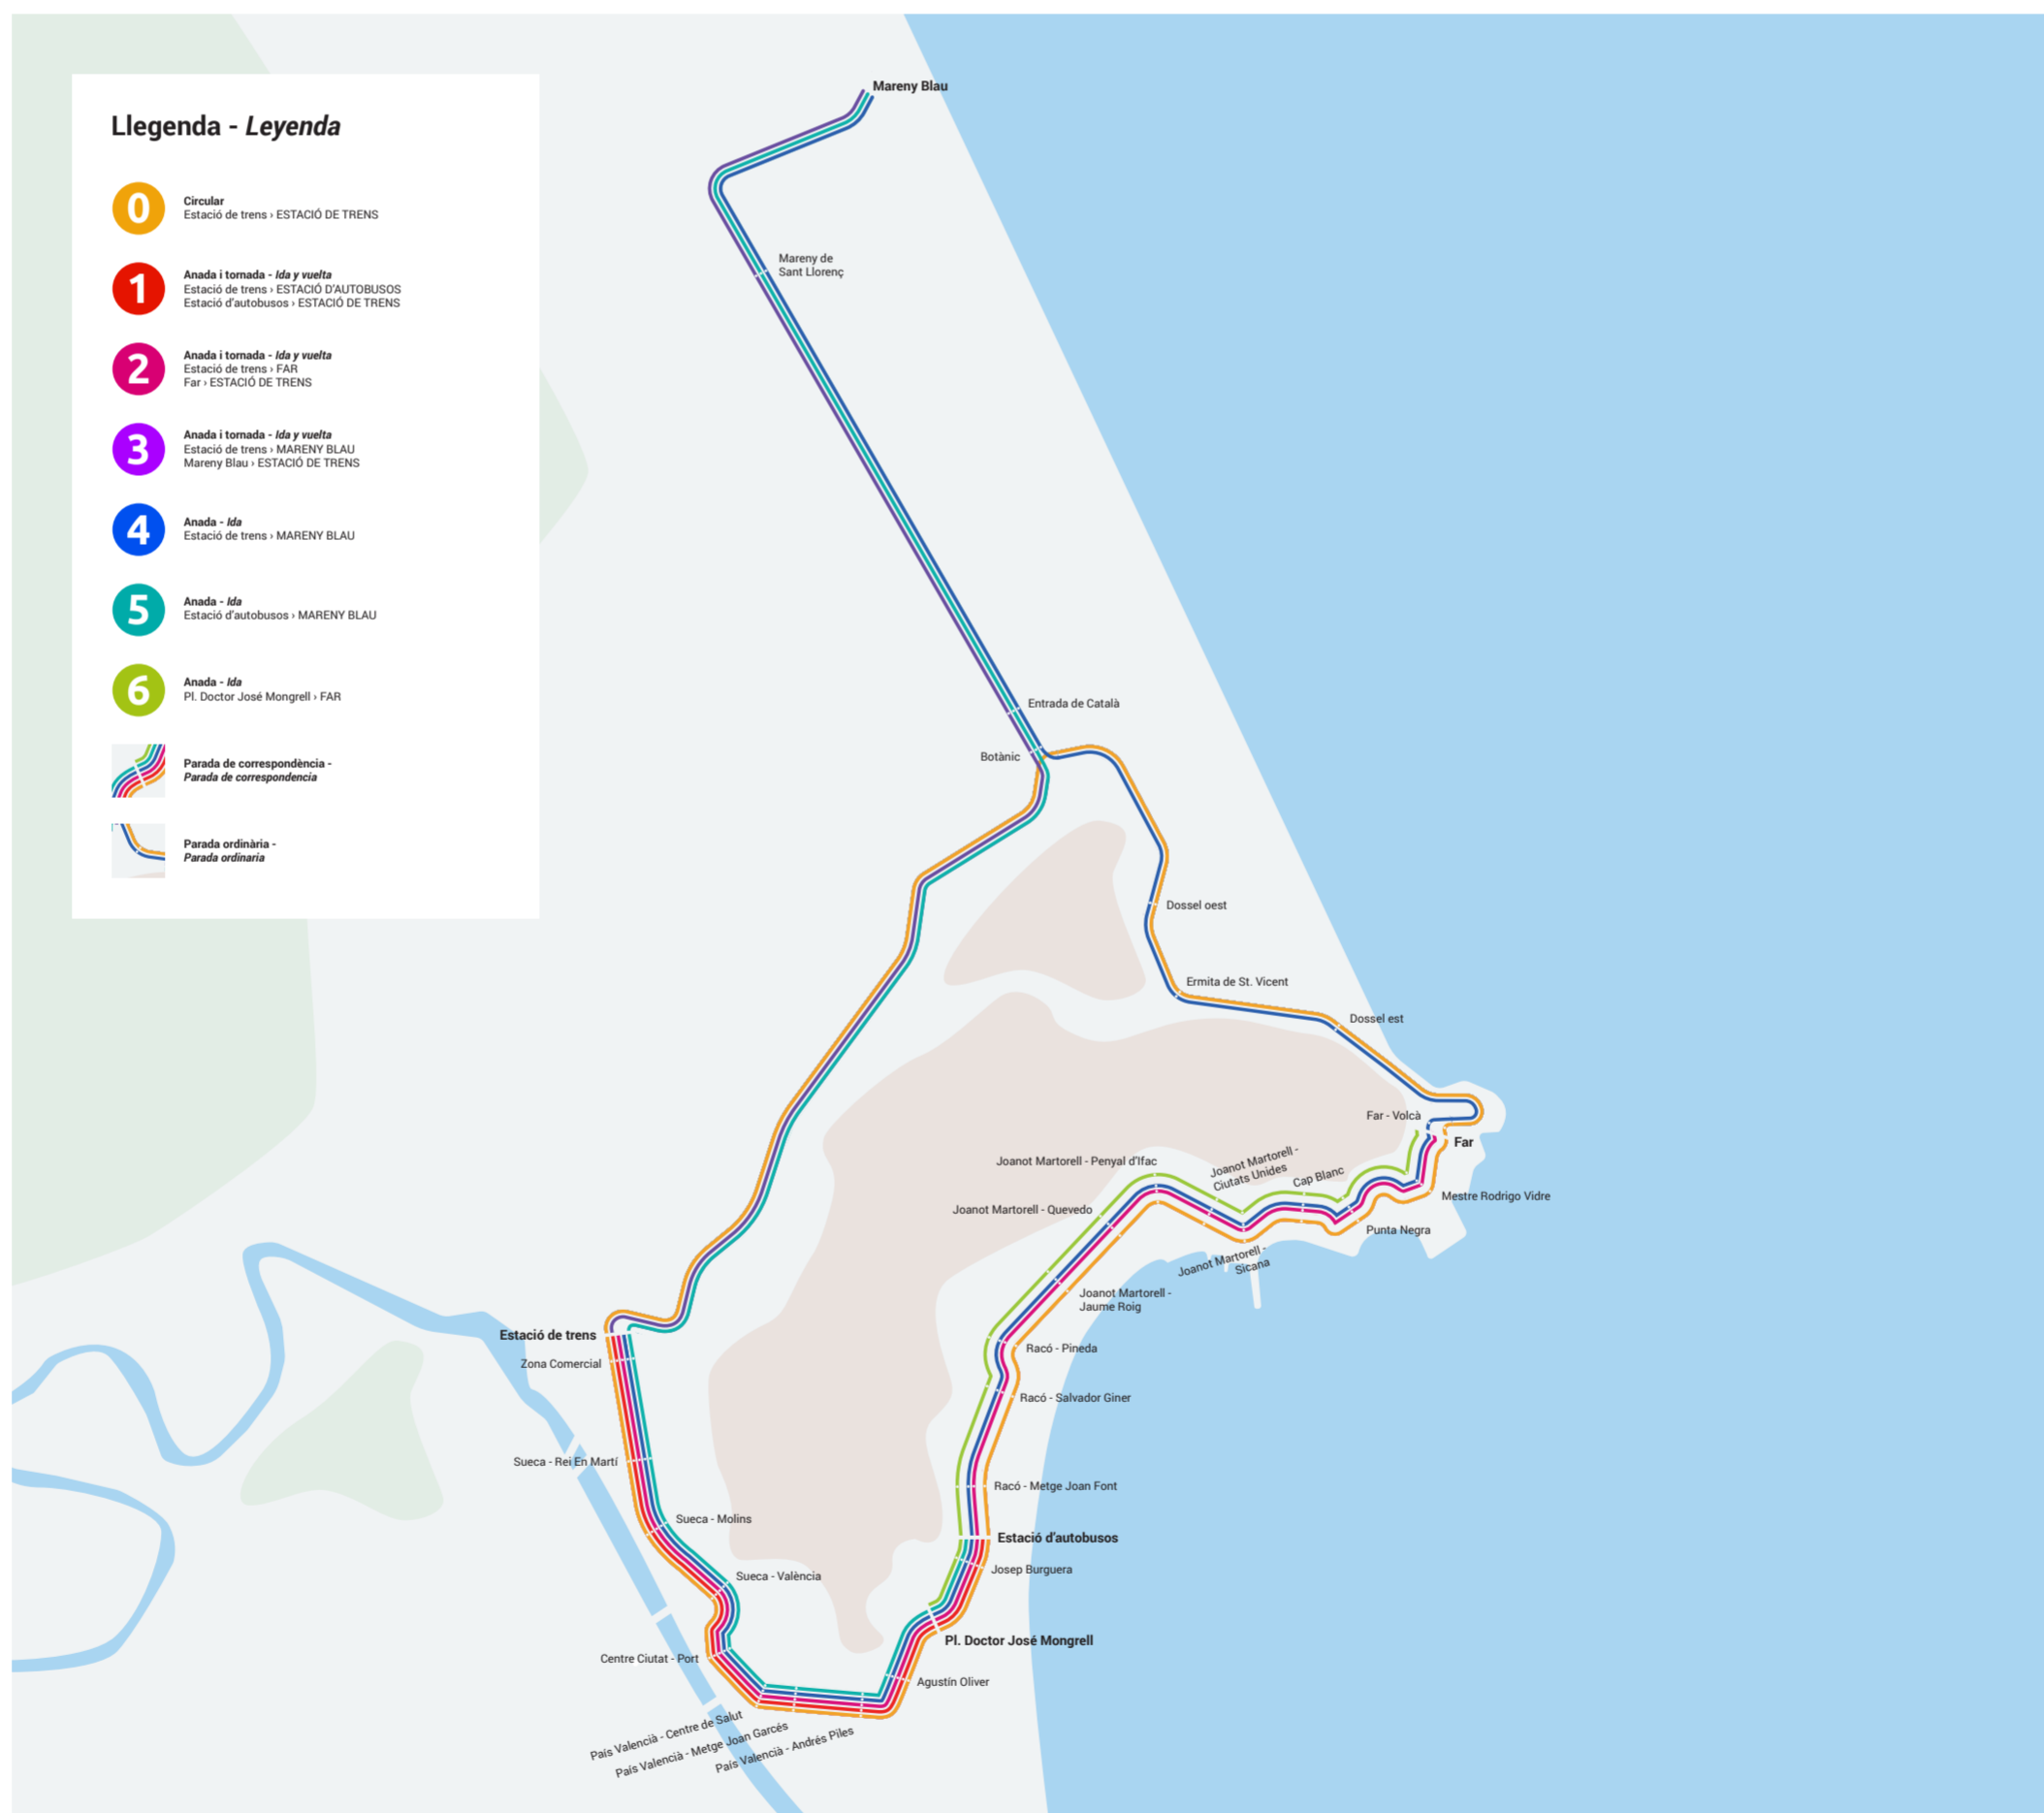 Llegenda - Leyenda
0
Circular
Estació de trens › ESTACIÓ DE TRENS
1
Anada i tornada - Ida y vuelta
Estació de trens › ESTACIÓ D'AUTOBUSOS
Estació d'autobusos › ESTACIÓ DE TRENS
2
Anada i tornada - Ida y vuelta
Estació de trens › FAR
Far › ESTACIÓ DE TRENS
3
Anada i tornada - Ida y vuelta
Estació de trens › MARENY BLAU
Mareny Blau › ESTACIÓ DE TRENS
4
Anada - Ida
Estació de trens › MARENY BLAU
5
Anada - Ida
Estació d'autobusos › MARENY BLAU
6
Anada - Ida
Pl. Doctor José Mongrell › FAR
Parada de correspondència -
Parada de correspondencia
Parada ordinària -
Parada ordinaria
Mareny Blau
Mareny de
Sant Llorenç
Entrada de Català
Botànic
Dossel oest
Ermita de St. Vicent
Dossel est
Far - Volcà
Far
Mestre Rodrigo Vidre
Punta Negra
Cap Blanc
Joanot Martorell -
Ciutats Unides
Joanot Martorell -
Sicana
Joanot Martorell - Penyal d'Ifac
Joanot Martorell - Quevedo
Joanot Martorell -
Jaume Roig
Racó - Pineda
Racó - Salvador Giner
Racó - Metge Joan Font
Estació d'autobusos
Josep Burguera
Pl. Doctor José Mongrell
Agustín Oliver
País Valencià - Andrés Piles
País Valencià - Metge Joan Garcés
País Valencià - Centre de Salut
Centre Ciutat - Port
Sueca - València
Sueca - Molins
Sueca - Rei En Martí
Zona Comercial
Estació de trens